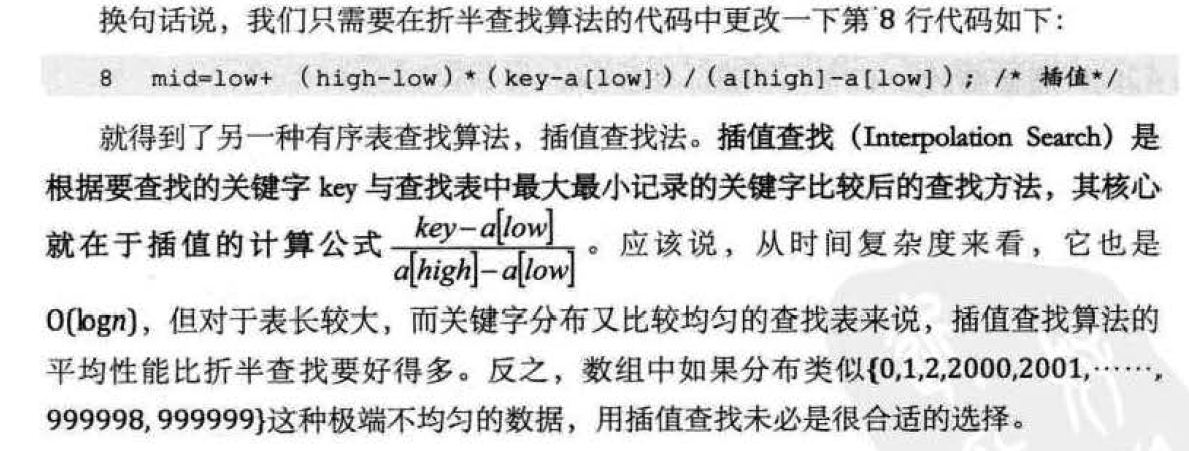 换句话说，我们只需要在折半查找算法的代码中更改一下第 8 行代码如下：
8 mid=low+ (high-low)*(key-a[low])/(a[high]-a[low]); /* 插值*/
就得到了另一种有序表查找算法，插值查找法。插值查找（Interpolation Search）是
根据要查找的关键字 key 与查找表中最大最小记录的关键字比较后的查找方法，其核心
就在于插值的计算公式 key-a[low] / a[high]-a[low] 。应该说，从时间复杂度来看，它也是
O(logn)，但对于表长较大，而关键字分布又比较均匀的查找表来说，插值查找算法的
平均性能比折半查找要好得多。反之，数组中如果分布类似{0,1,2,2000,2001,……,
999998, 999999}这种极端不均匀的数据，用插值查找未必是很合适的选择。